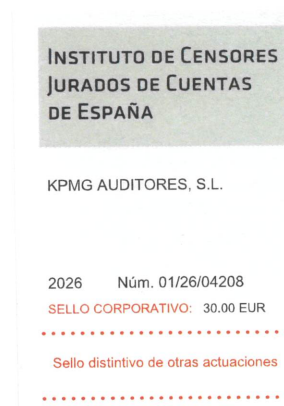 INSTITUTO DE CENSORES
JURADOS DE CUENTAS
DE ESPAÑA
KPMG AUDITORES, S.L.
2026 Núm. 01/26/04208
SELLO CORPORATIVO: 30.00 EUR
Sello distintivo de otras actuaciones